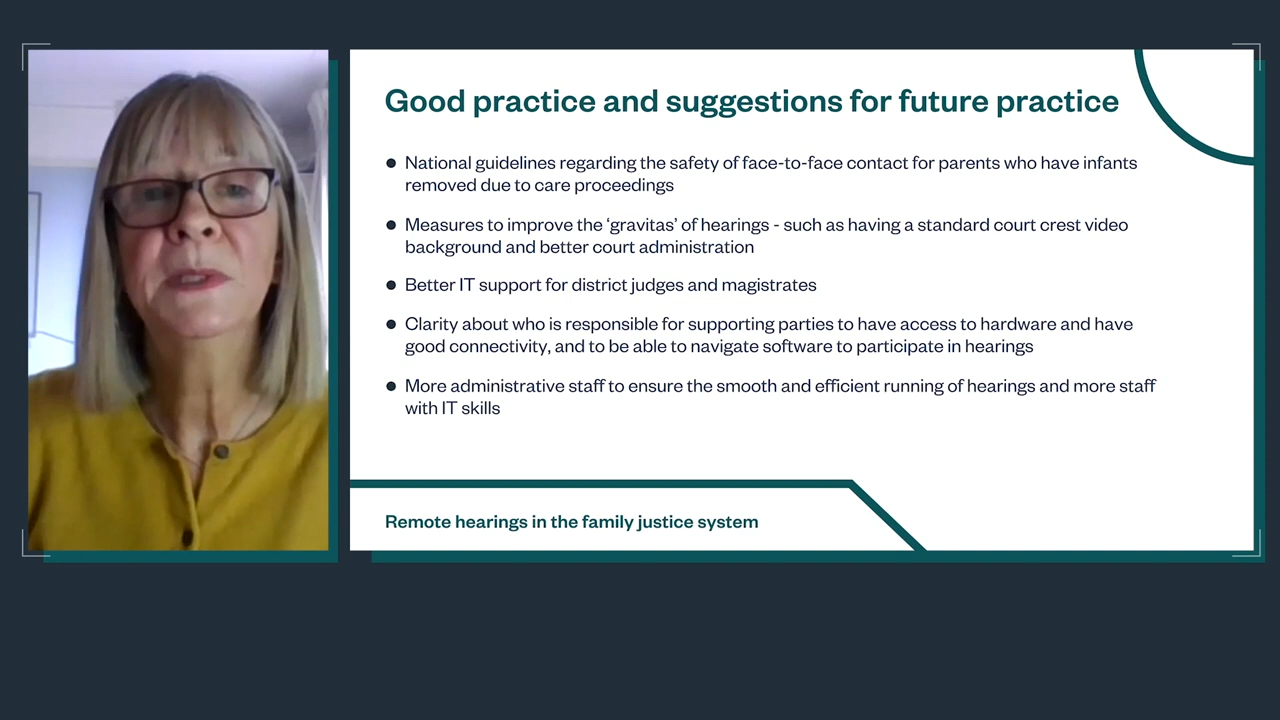 Good practice and suggestions for future practice
● National guidelines regarding the safety of face-to-face contact for parents who have infants
removed due to care proceedings
● Measures to improve the ‘gravitas’ of hearings - such as having a standard court crest video
background and better court administration
● Better IT support for district judges and magistrates
● Clarity about who is responsible for supporting parties to have access to hardware and have
good connectivity, and to be able to navigate software to participate in hearings
● More administrative staff to ensure the smooth and efficient running of hearings and more staff
with IT skills
Remote hearings in the family justice system